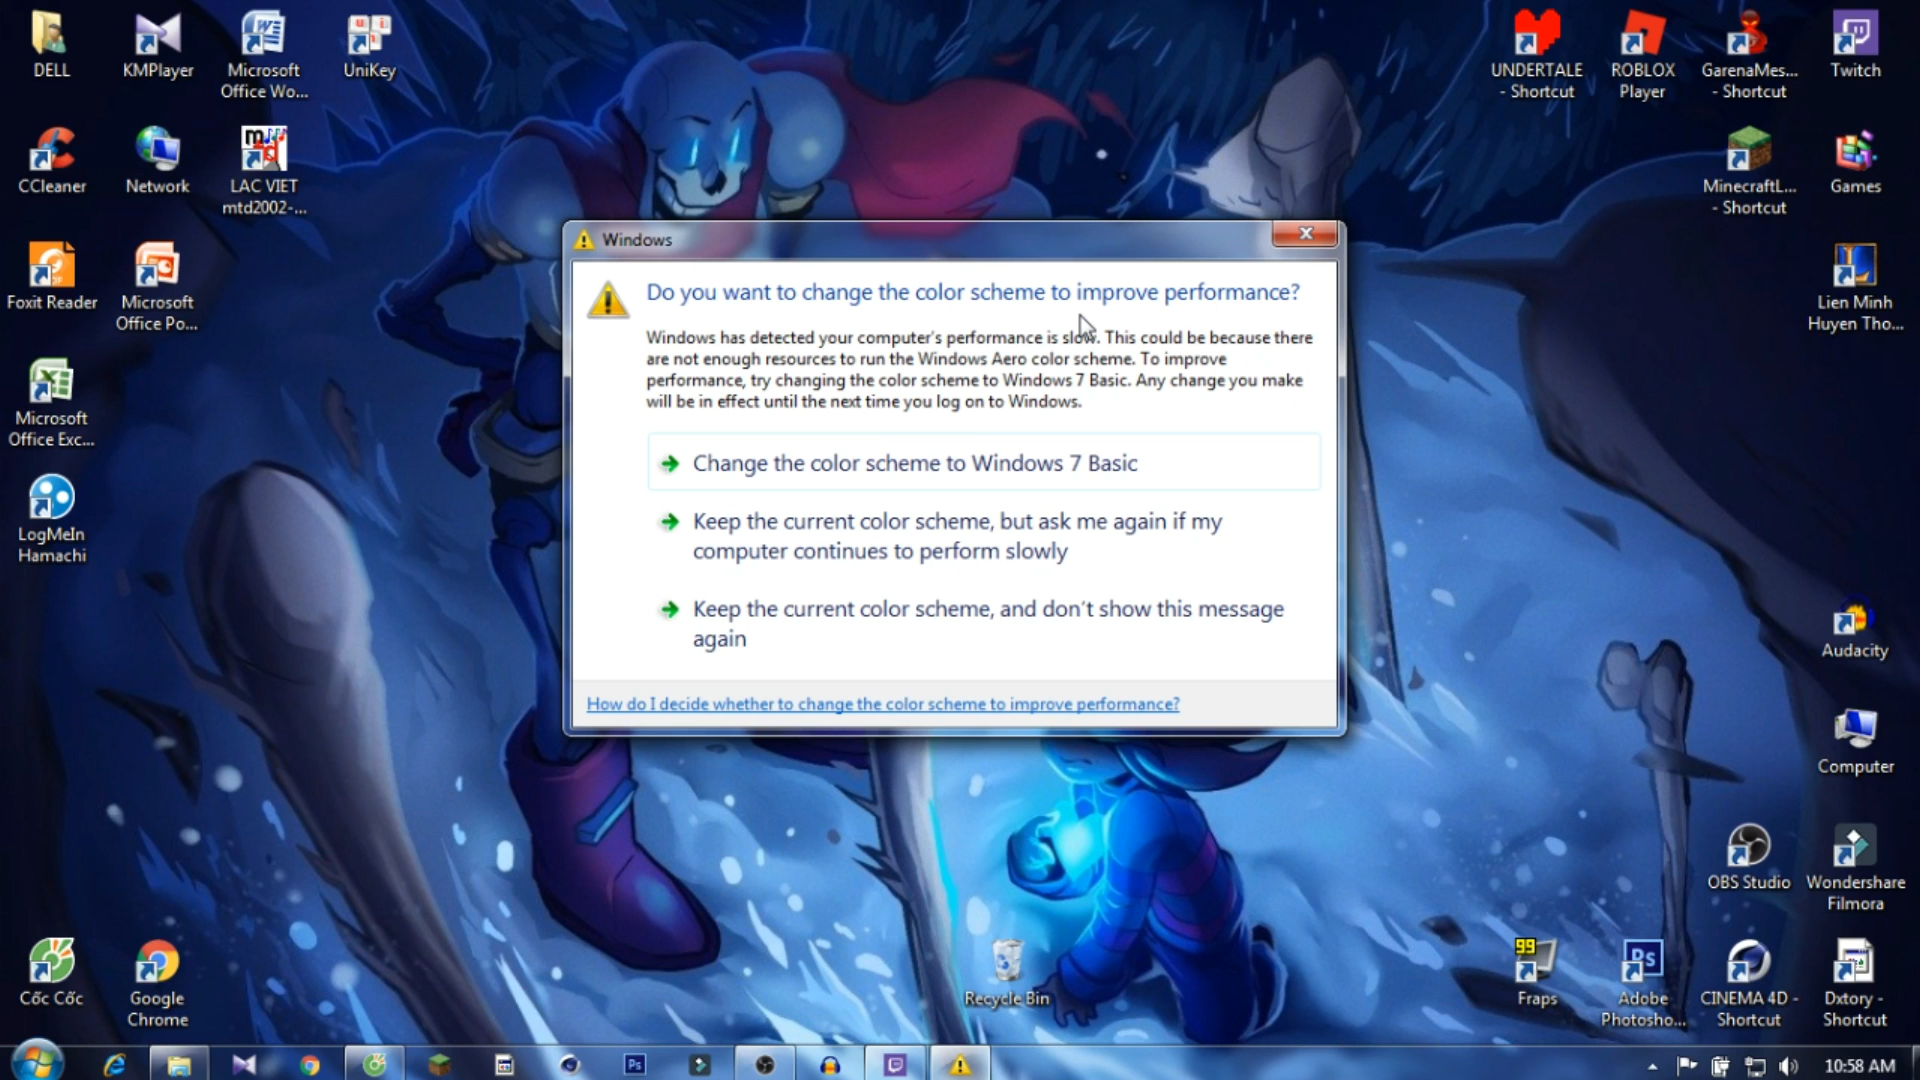 DELL
KMPlayer
Microsoft
Office Wo...
UniKey
UNDERTALE
- Shortcut
ROBLOX
Player
GarenaMes...
- Shortcut
Twitch
CCleaner
Network
LAC VIET
mtd2002-...
MinecraftL...
- Shortcut
Games
Foxit Reader
Microsoft
Office Po...
Lien Minh
Huyen Tho...
Microsoft
Office Exc...
LogMeIn
Hamachi
Windows
Do you want to change the color scheme to improve performance?
Windows has detected your computer's performance is slow. This could be because there
are not enough resources to run the Windows Aero color scheme. To improve
performance, try changing the color scheme to Windows 7 Basic. Any change you make
will be in effect until the next time you log on to Windows.
Change the color scheme to Windows 7 Basic
Keep the current color scheme, but ask me again if my
computer continues to perform slowly
Keep the current color scheme, and don't show this message
again
How do I decide whether to change the color scheme to improve performance?
Audacity
Computer
OBS Studio
Wondershare
Filmora
Cốc Cốc
Google
Chrome
Recycle Bin
99
Fraps
Ps
Adobe
Photosho...
CINEMA 4D -
Shortcut
Dxtory -
Shortcut
Ps
10:58 AM